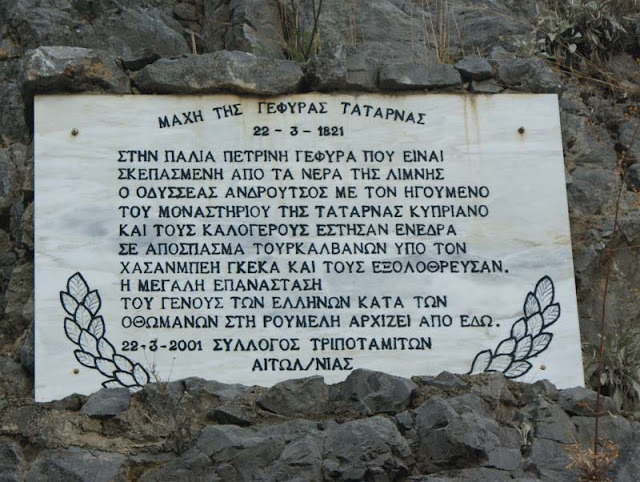 ΜΑΧΗ ΤΗΣ ΓΕΦΥΡΑΣ ΤΑΤΑΡΝΑΣ
22-3-1821
ΣΤΗΝ ΠΑΛΙΑ ΠΕΤΡΙΝΗ ΓΕΦΥΡΑ ΠΟΥ ΕΙΝΑΙ
ΣΚΕΠΑΣΜΕΝΗ ΑΠΟ ΤΑ ΝΕΡΑ ΤΗΣ ΛΙΜΝΗΣ
Ο ΟΔΥΣΣΕΑΣ ΑΝΔΡΟΥΤΣΟΣ ΜΕ ΤΟΝ ΗΓΟΥΜΕΝΟ
ΤΟΥ ΜΟΝΑΣΤΗΡΙΟΥ ΤΗΣ ΤΑΤΑΡΝΑΣ ΚΥΠΡΙΑΝΟ
ΚΑΙ ΤΟΥΣ ΚΑΛΟΓΕΡΟΥΣ ΕΣΤΗΣΑΝ ΕΝΕΔΡΑ
ΣΕ ΑΠΟΣΠΑΣΜΑ ΤΟΥΡΚΑΛΒΑΝΩΝ ΥΠΟ ΤΟΝ
ΧΑΣΑΝΜΠΕΗ ΓΚΕΚΑ ΚΑΙ ΤΟΥΣ ΕΞΟΛΟΘΡΕΥΣΑΝ.
Η ΜΕΓΑΛΗ ΕΠΑΝΑΣΤΑΣΗ
ΤΟΥ ΓΕΝΟΥΣ ΤΩΝ ΕΛΛΗΝΩΝ ΚΑΤΑ ΤΩΝ
ΟΘΩΜΑΝΩΝ ΣΤΗ ΡΟΥΜΕΛΗ ΑΡΧΙΖΕΙ ΑΠΟ ΕΔΩ.
22-3-2001 ΣΥΛΛΟΓΟΣ ΤΡΙΠΟΤΑΜΙΤΩΝ
ΑΙΤΩΛ/ΝΙΑΣ